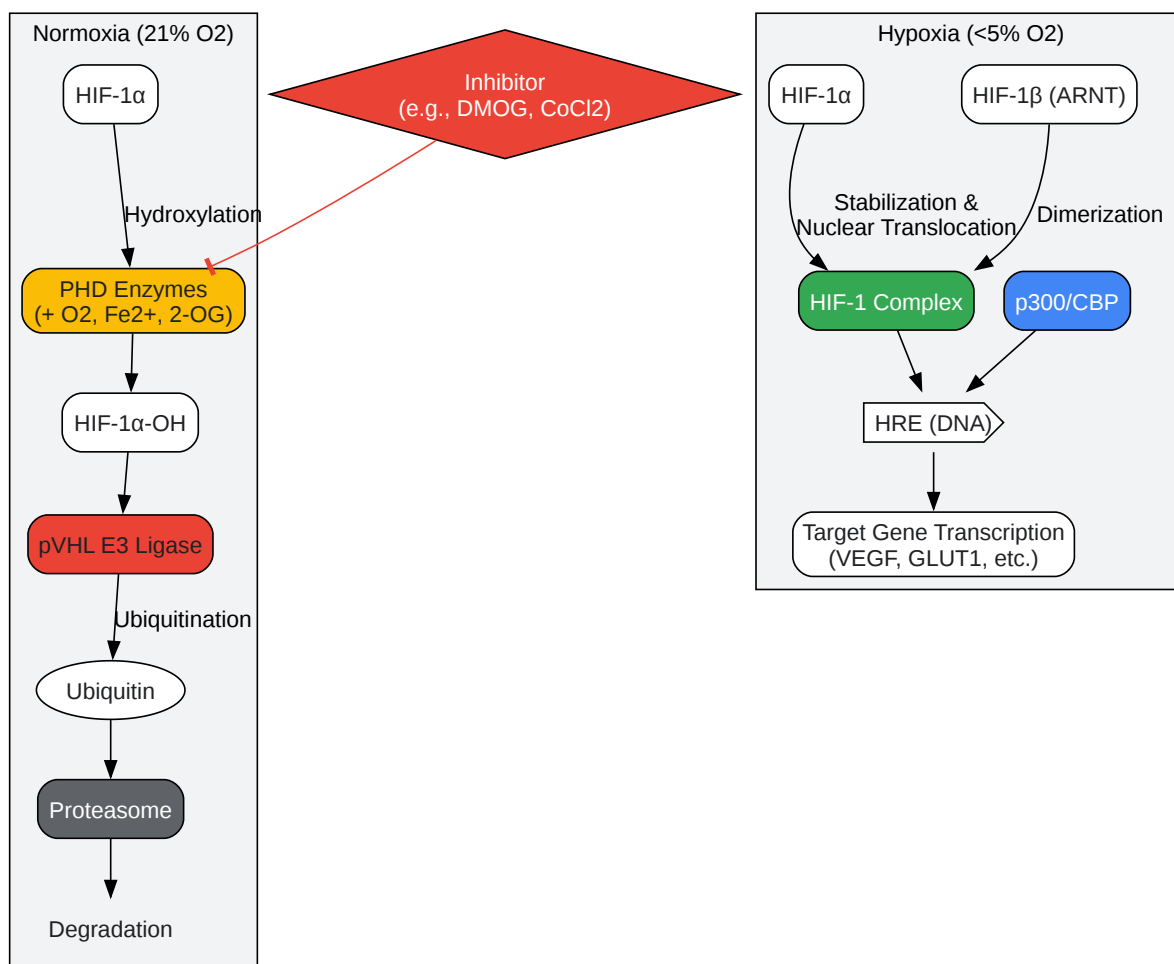 Normoxia (21% O2)
HIF-1α
Hydroxylation
PHD Enzymes
(+ O2, Fe2+, 2-OG)
HIF-1α-OH
pVHL E3 Ligase
Ubiquitination
Ubiquitin
Proteasome
Degradation
Inhibitor
(e.g., DMOG, CoCl2)
Hypoxia (<5% O2)
HIF-1α
HIF-1β (ARNT)
Stabilization &
Nuclear Translocation
Dimerization
HIF-1 Complex
p300/CBP
HRE (DNA)
Target Gene Transcription
(VEGF, GLUT1, etc.)